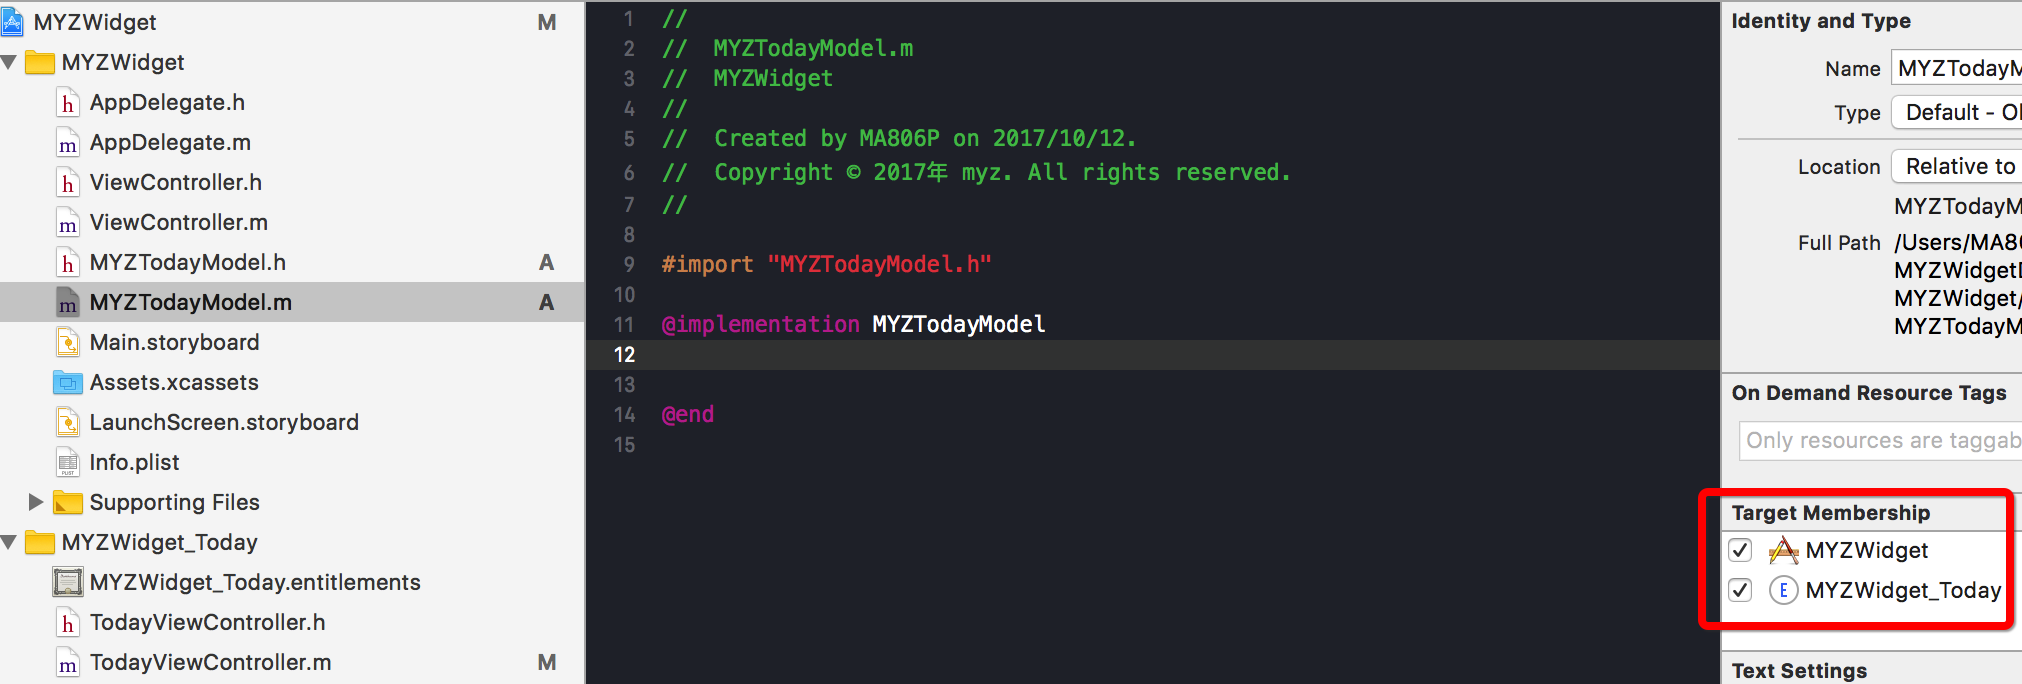 MYZWidget M
MYZWidget
h AppDelegate.h
m AppDelegate.m
h ViewController.h
m ViewController.m
h MYZTodayModel.h A
m MYZTodayModel.m A
Main.storyboard
Assets.xcassets
LaunchScreen.storyboard
PLIST Info.plist
Supporting Files
MYZWidget_Today
MYZWidget_Today.entitlements
h TodayViewController.h
m TodayViewController.m M
1 //
2 //  MYZTodayModel.m
3 //  MYZWidget
4 //
5 //  Created by MA806P on 2017/10/12.
6 //  Copyright © 2017年 myz. All rights reserved.
7 //
8
9 #import "MYZTodayModel.h"
10
11 @implementation MYZTodayModel
12
13
14 @end
15
Identity and Type
Name MYZTodayM
Type Default - Ol
Location Relative to
MYZTodayM
Full Path /Users/MA80
MYZWidgetD
MYZWidget/
MYZTodayM
On Demand Resource Tags
Only resources are taggab
Target Membership
MYZWidget
E MYZWidget_Today
Text Settings